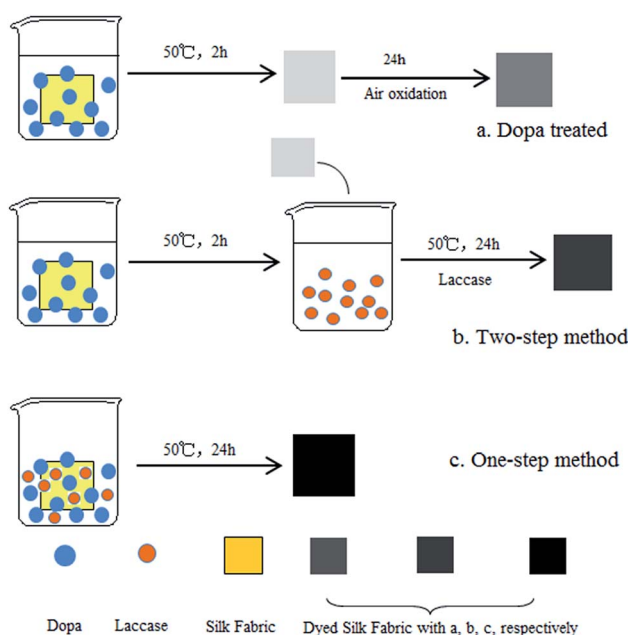 50℃, 2h
24h
Air oxidation
a. Dopa treated
50℃, 2h
50℃, 24h
Laccase
b. Two-step method
50℃, 24h
c. One-step method
Dopa Laccase Silk Fabric Dyed Silk Fabric with a, b, c, respectively